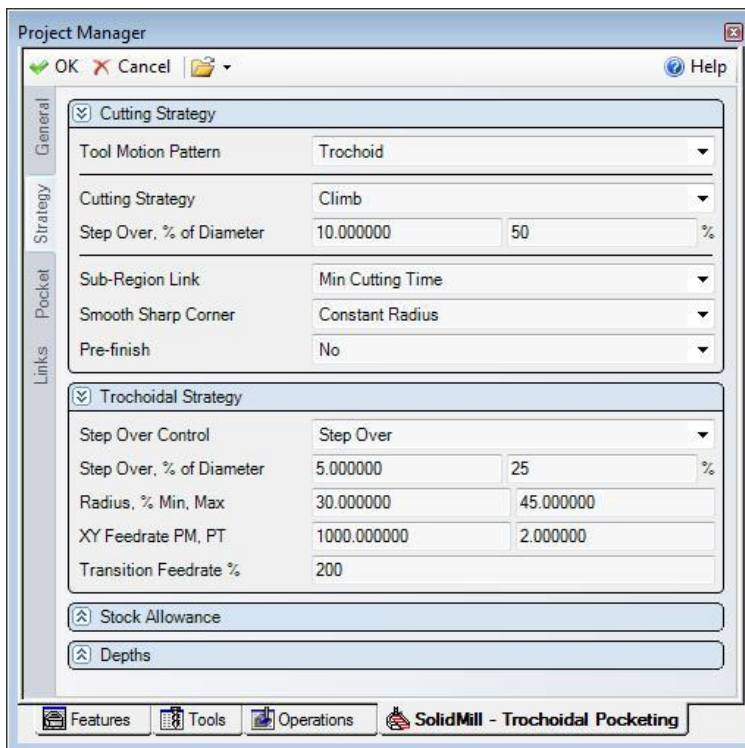 Project Manager
OK Cancel Help
General
Strategy
Pocket
Links
Cutting Strategy
Tool Motion Pattern Trochoid
Cutting Strategy Climb
Step Over, % of Diameter 10.000000 50 %
Sub-Region Link Min Cutting Time
Smooth Sharp Corner Constant Radius
Pre-finish No
Trochoidal Strategy
Step Over Control Step Over
Step Over, % of Diameter 5.000000 25 %
Radius, % Min, Max 30.000000 45.000000
XY Feedrate PM, PT 1000.000000 2.000000
Transition Feedrate % 200
Stock Allowance
Depths
Features Tools Operations SolidMill - Trochoidal Pocketing